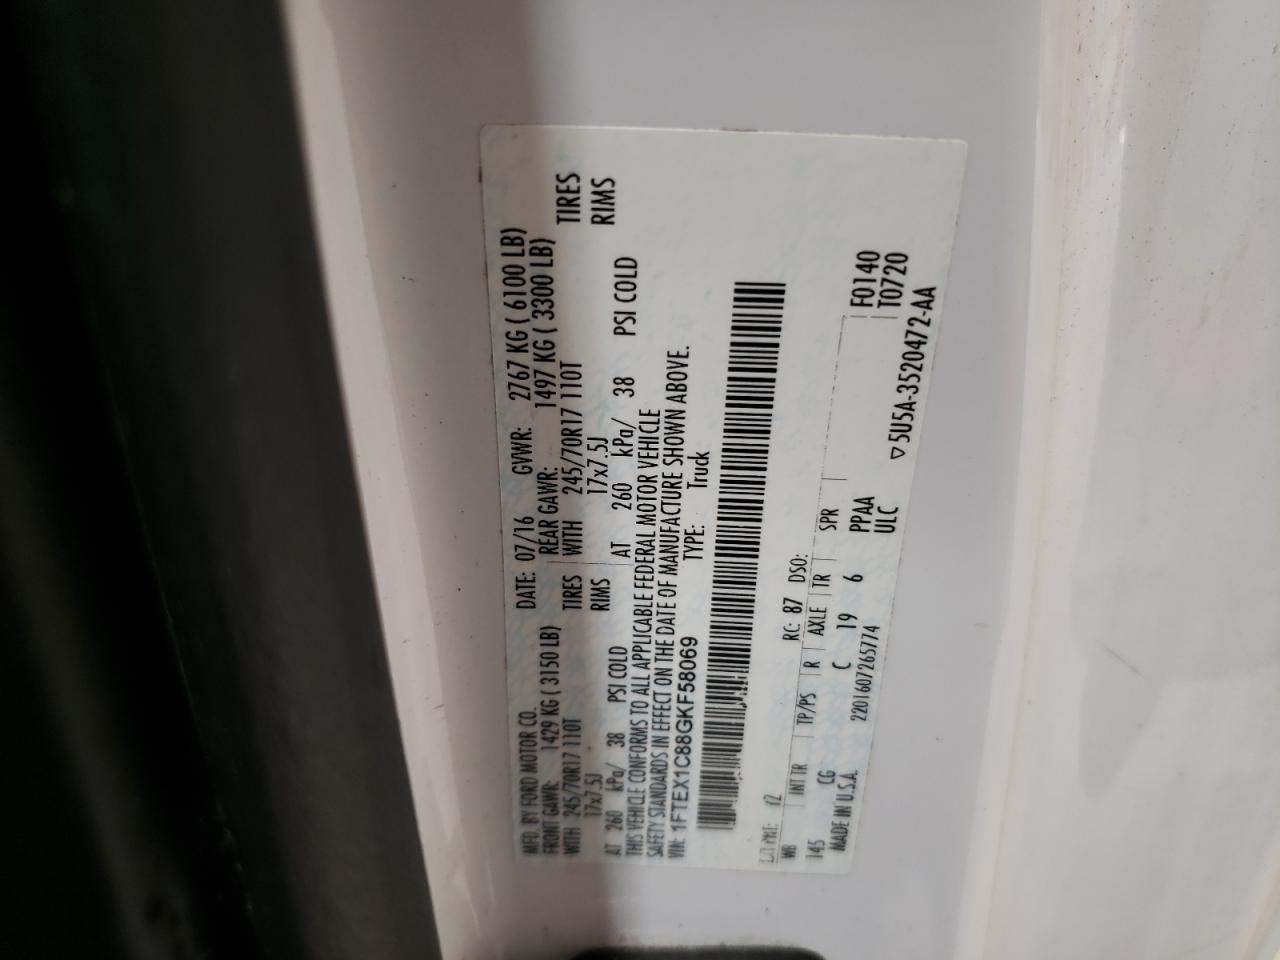 MFD. BY FORD MOTOR CO. DATE: 07/16 GVWR: 2767 KG ( 6100 LB)
FRONT GAWR: 1429 KG ( 3150 LB) REAR GAWR: 1497 KG ( 3300 LB)
WITH 245/70R17 110T TIRES WITH 245/70R17 110T TIRES
17x7.5J RIMS 17x7.5J RIMS
AT 260 kPa/ 38 PSI COLD AT 260 kPa/ 38 PSI COLD
THIS VEHICLE CONFORMS TO ALL APPLICABLE FEDERAL MOTOR VEHICLE
SAFETY STANDARDS IN EFFECT ON THE DATE OF MANUFACTURE SHOWN ABOVE.
VIN: 1FTEX1C88GKF58069 TYPE: Truck
RC: 87 DSO:
WB INT TR TP/PS R AXLE TR SPR
145 CG C 19 6 PPAA F0140
MADE IN U.S.A. 2201607265774 ULC T0720
▽ 5U5A-3520472-AA